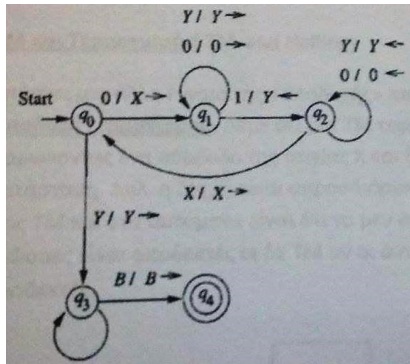 Y / Y → Y / Y ←
0 / 0 → 0 / 0 ←
Start 0 / X → 1 / Y ←
q0 q1 q2
X / X →
Y / Y →
B / B →
q3 q4